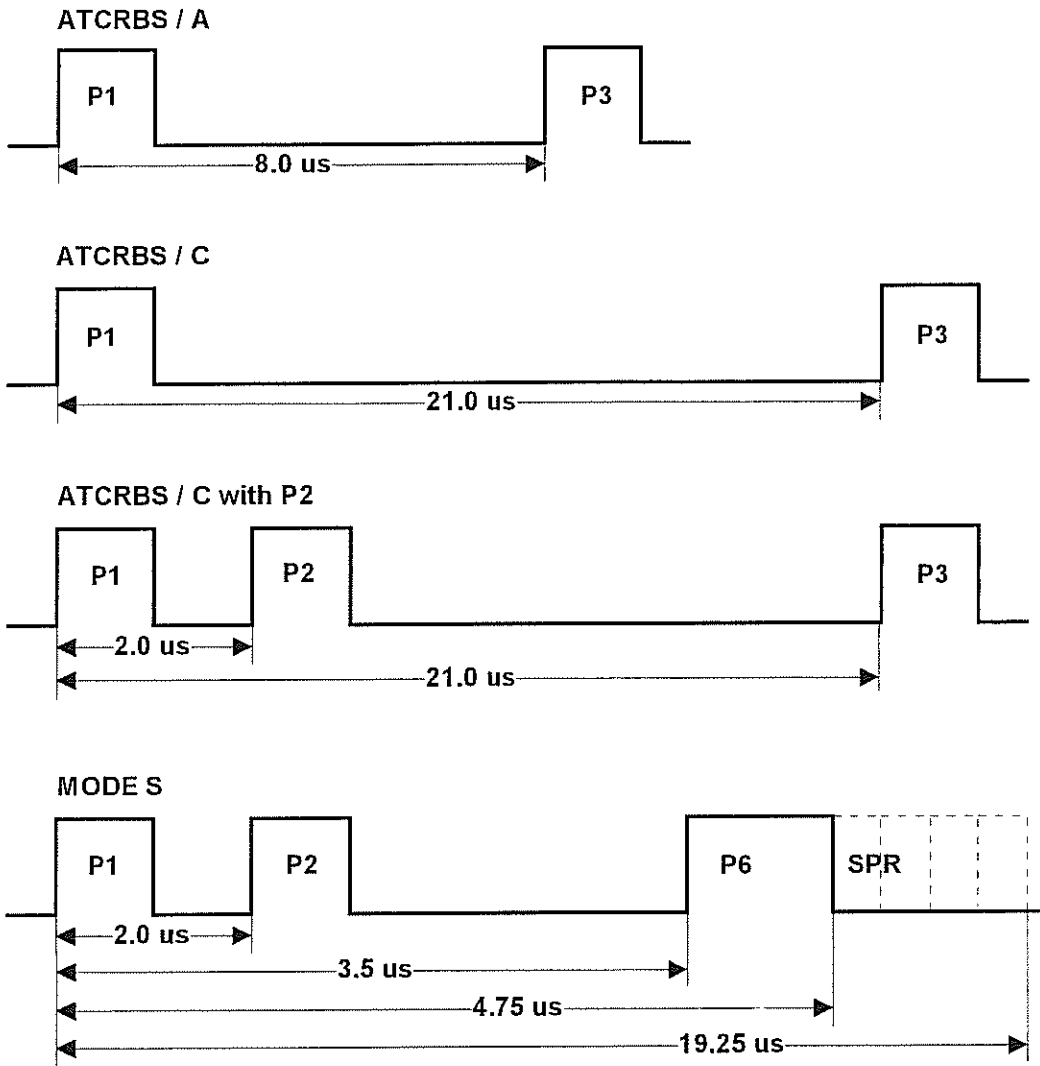 ATCRBS / A
P1 P3
8.0 us
ATCRBS / C
P1 P3
21.0 us
ATCRBS / C with P2
P1 P2 P3
2.0 us
21.0 us
MODE S
P1 P2 P6 SPR
2.0 us
3.5 us
4.75 us
19.25 us